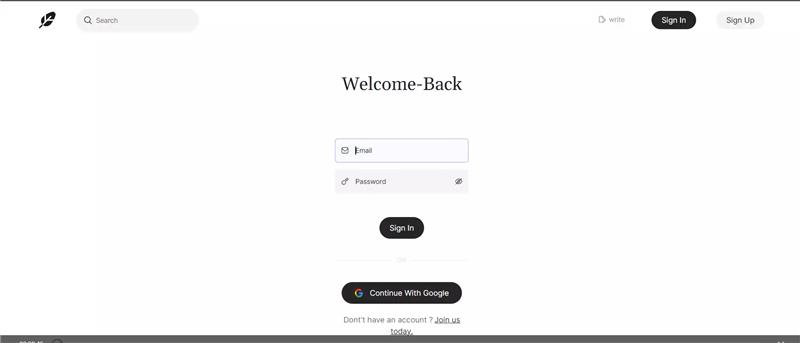 Search
write
Sign In
Sign Up
Welcome-Back
Email
Password
Sign In
OR
Continue With Google
Dont't have an account ? Join us
today.